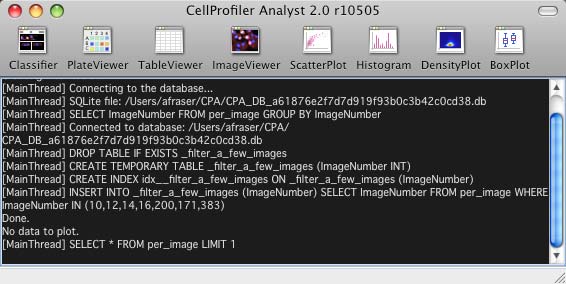 CellProfiler Analyst 2.0 r10505
Classifier PlateViewer TableViewer ImageViewer ScatterPlot Histogram DensityPlot BoxPlot
[MainThread] Connecting to the database...
[MainThread] SQLite file: /Users/afraser/CPA/CPA_DB_a61876e2f7d7d919f93b0c3b42c0cd38.db
[MainThread] SELECT ImageNumber FROM per_image GROUP BY ImageNumber
[MainThread] Connected to database: /Users/afraser/CPA/
CPA_DB_a61876e2f7d7d919f93b0c3b42c0cd38.db
[MainThread] DROP TABLE IF EXISTS _filter_a_few_images
[MainThread] CREATE TEMPORARY TABLE _filter_a_few_images (ImageNumber INT)
[MainThread] CREATE INDEX idx__filter_a_few_images ON _filter_a_few_images (ImageNumber)
[MainThread] INSERT INTO _filter_a_few_images (ImageNumber) SELECT ImageNumber FROM per_image WHERE
ImageNumber IN (10,12,14,16,200,171,383)
Done.
No data to plot.
[MainThread] SELECT * FROM per_image LIMIT 1